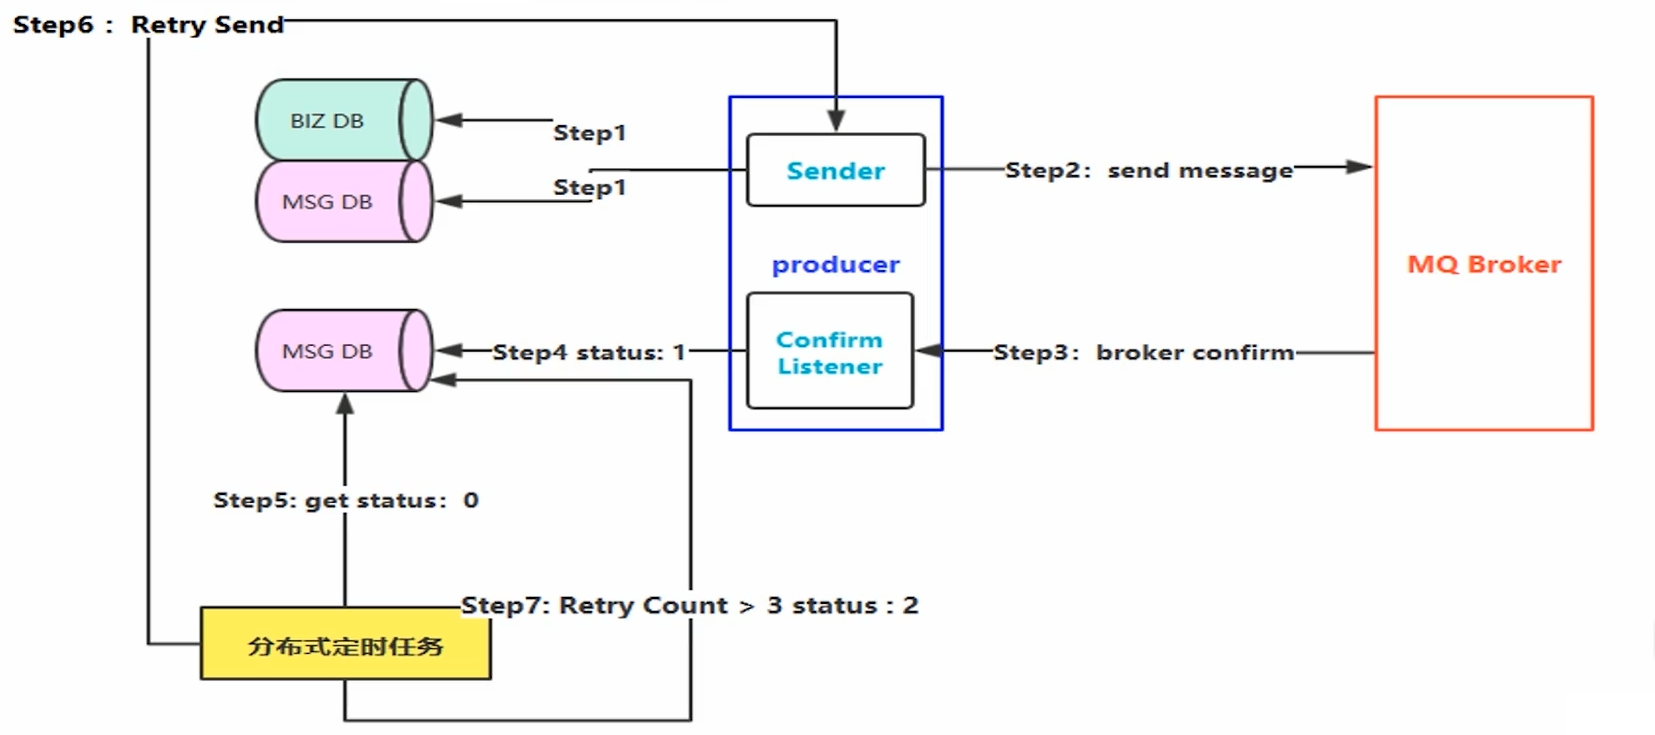 Step6： Retry Send
BIZ DB
Step1
MSG DB
Step1
Sender
Step2：send message
producer
MQ Broker
MSG DB
Step4 status: 1
Confirm
Listener
Step3：broker confirm
Step5: get status：0
Step7: Retry Count > 3 status : 2
分布式定时任务